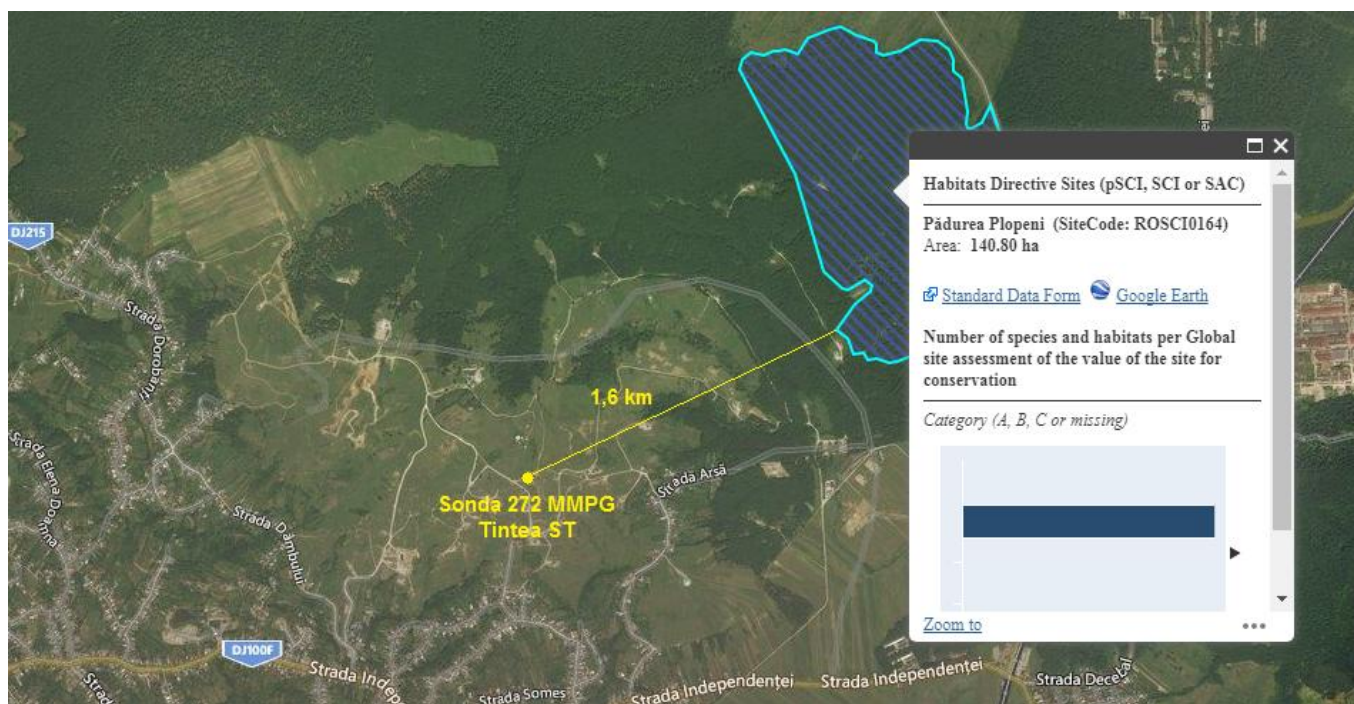 Habitats Directive Sites (pSCI, SCI or SAC)
Pădurea Plopeni (SiteCode: ROSCI0164)
Area: 140.80 ha
Standard Data Form Google Earth
Number of species and habitats per Global
site assessment of the value of the site for
conservation
Category (A, B, C or missing)
Zoom to
DJ215
Strada Dorobanți
1,6 km
Sonda 272 MMPG
Tintea ST
Strada Arsă
Strada Elena Doamna
Strada Dâmbului
DJ100F
Strada Indep
Strada Someș
Strada Independenței
Strada Independenței
Strada Decebal
Strada